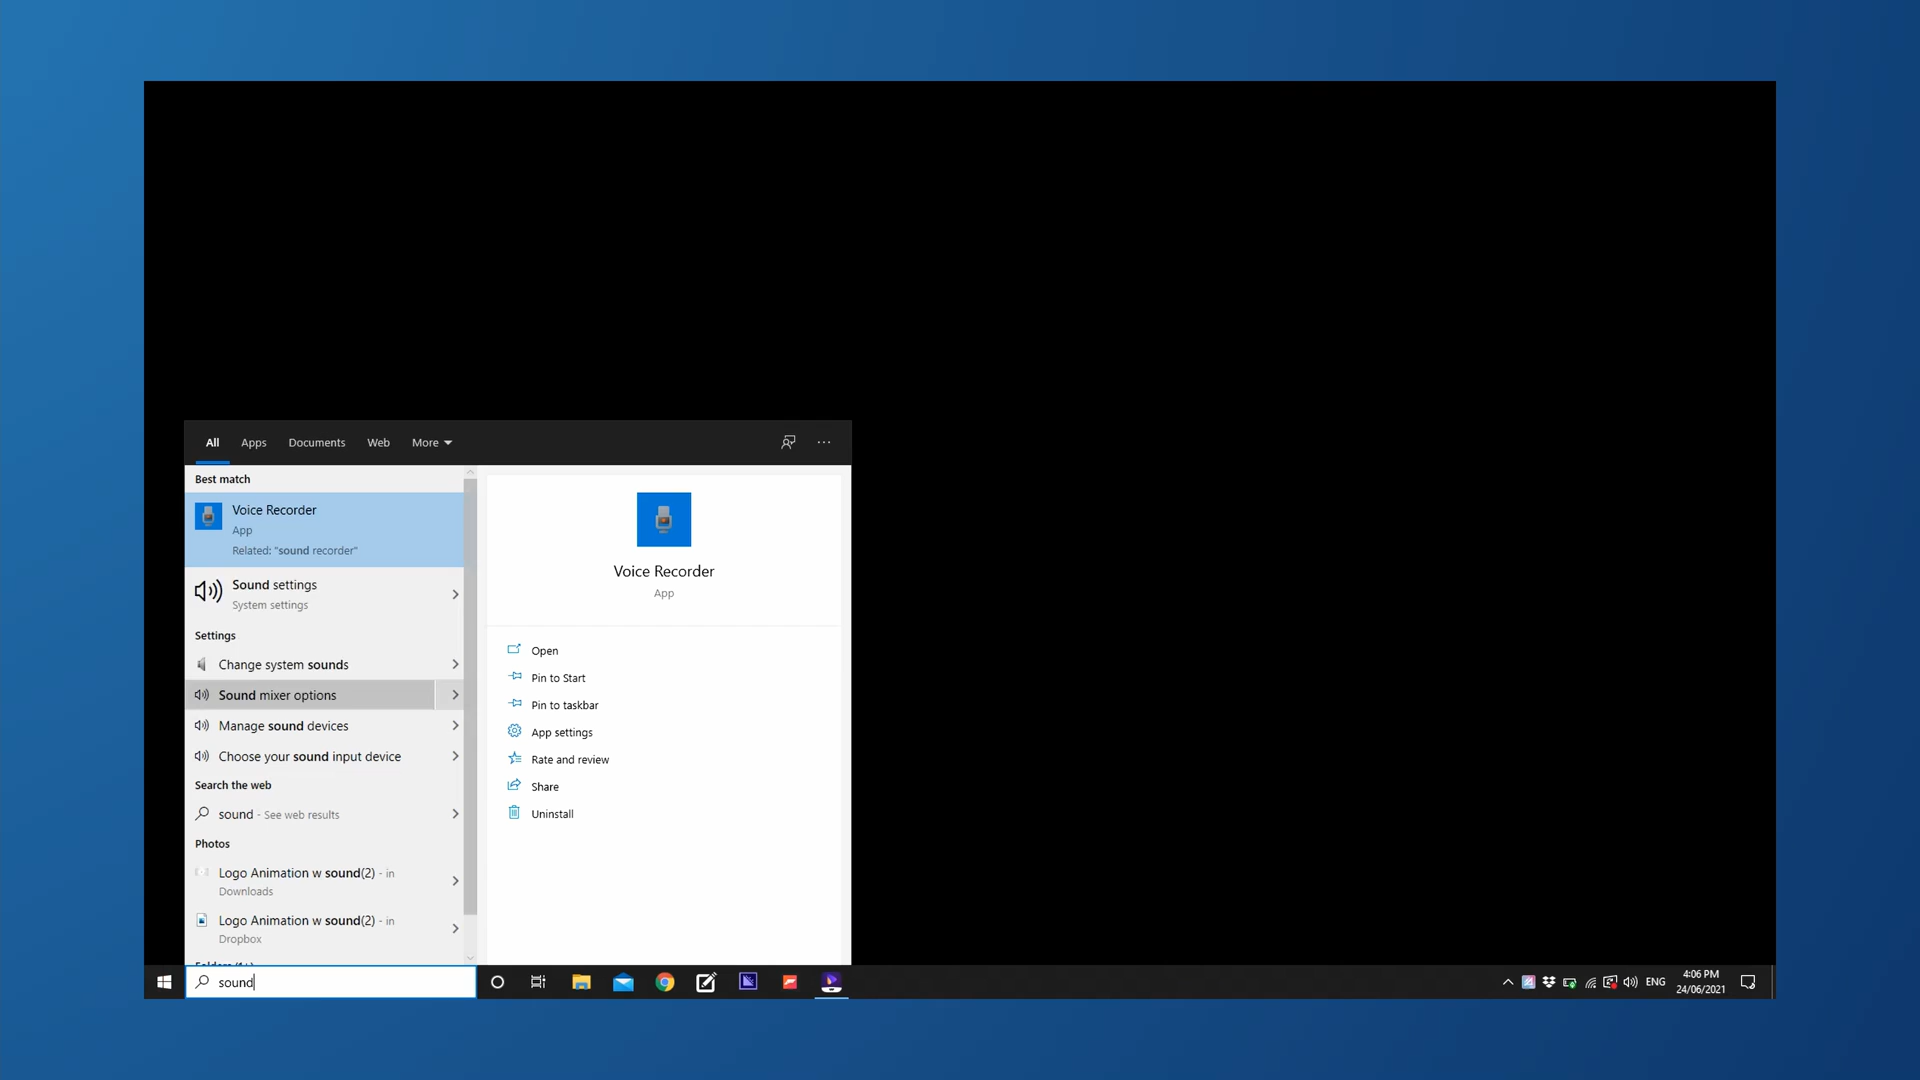 All Apps Documents Web More
Best match
Voice Recorder
App
Related: "sound recorder"
Sound settings
System settings
Settings
Change system sounds
Sound mixer options
Manage sound devices
Choose your sound input device
Search the web
sound - See web results
Photos
Logo Animation w sound(2) - in
Downloads
Logo Animation w sound(2) - in
Dropbox
Folders (1+)
Voice Recorder
App
Open
Pin to Start
Pin to taskbar
App settings
Rate and review
Share
Uninstall
sound
ENG
4:06 PM
24/06/2021